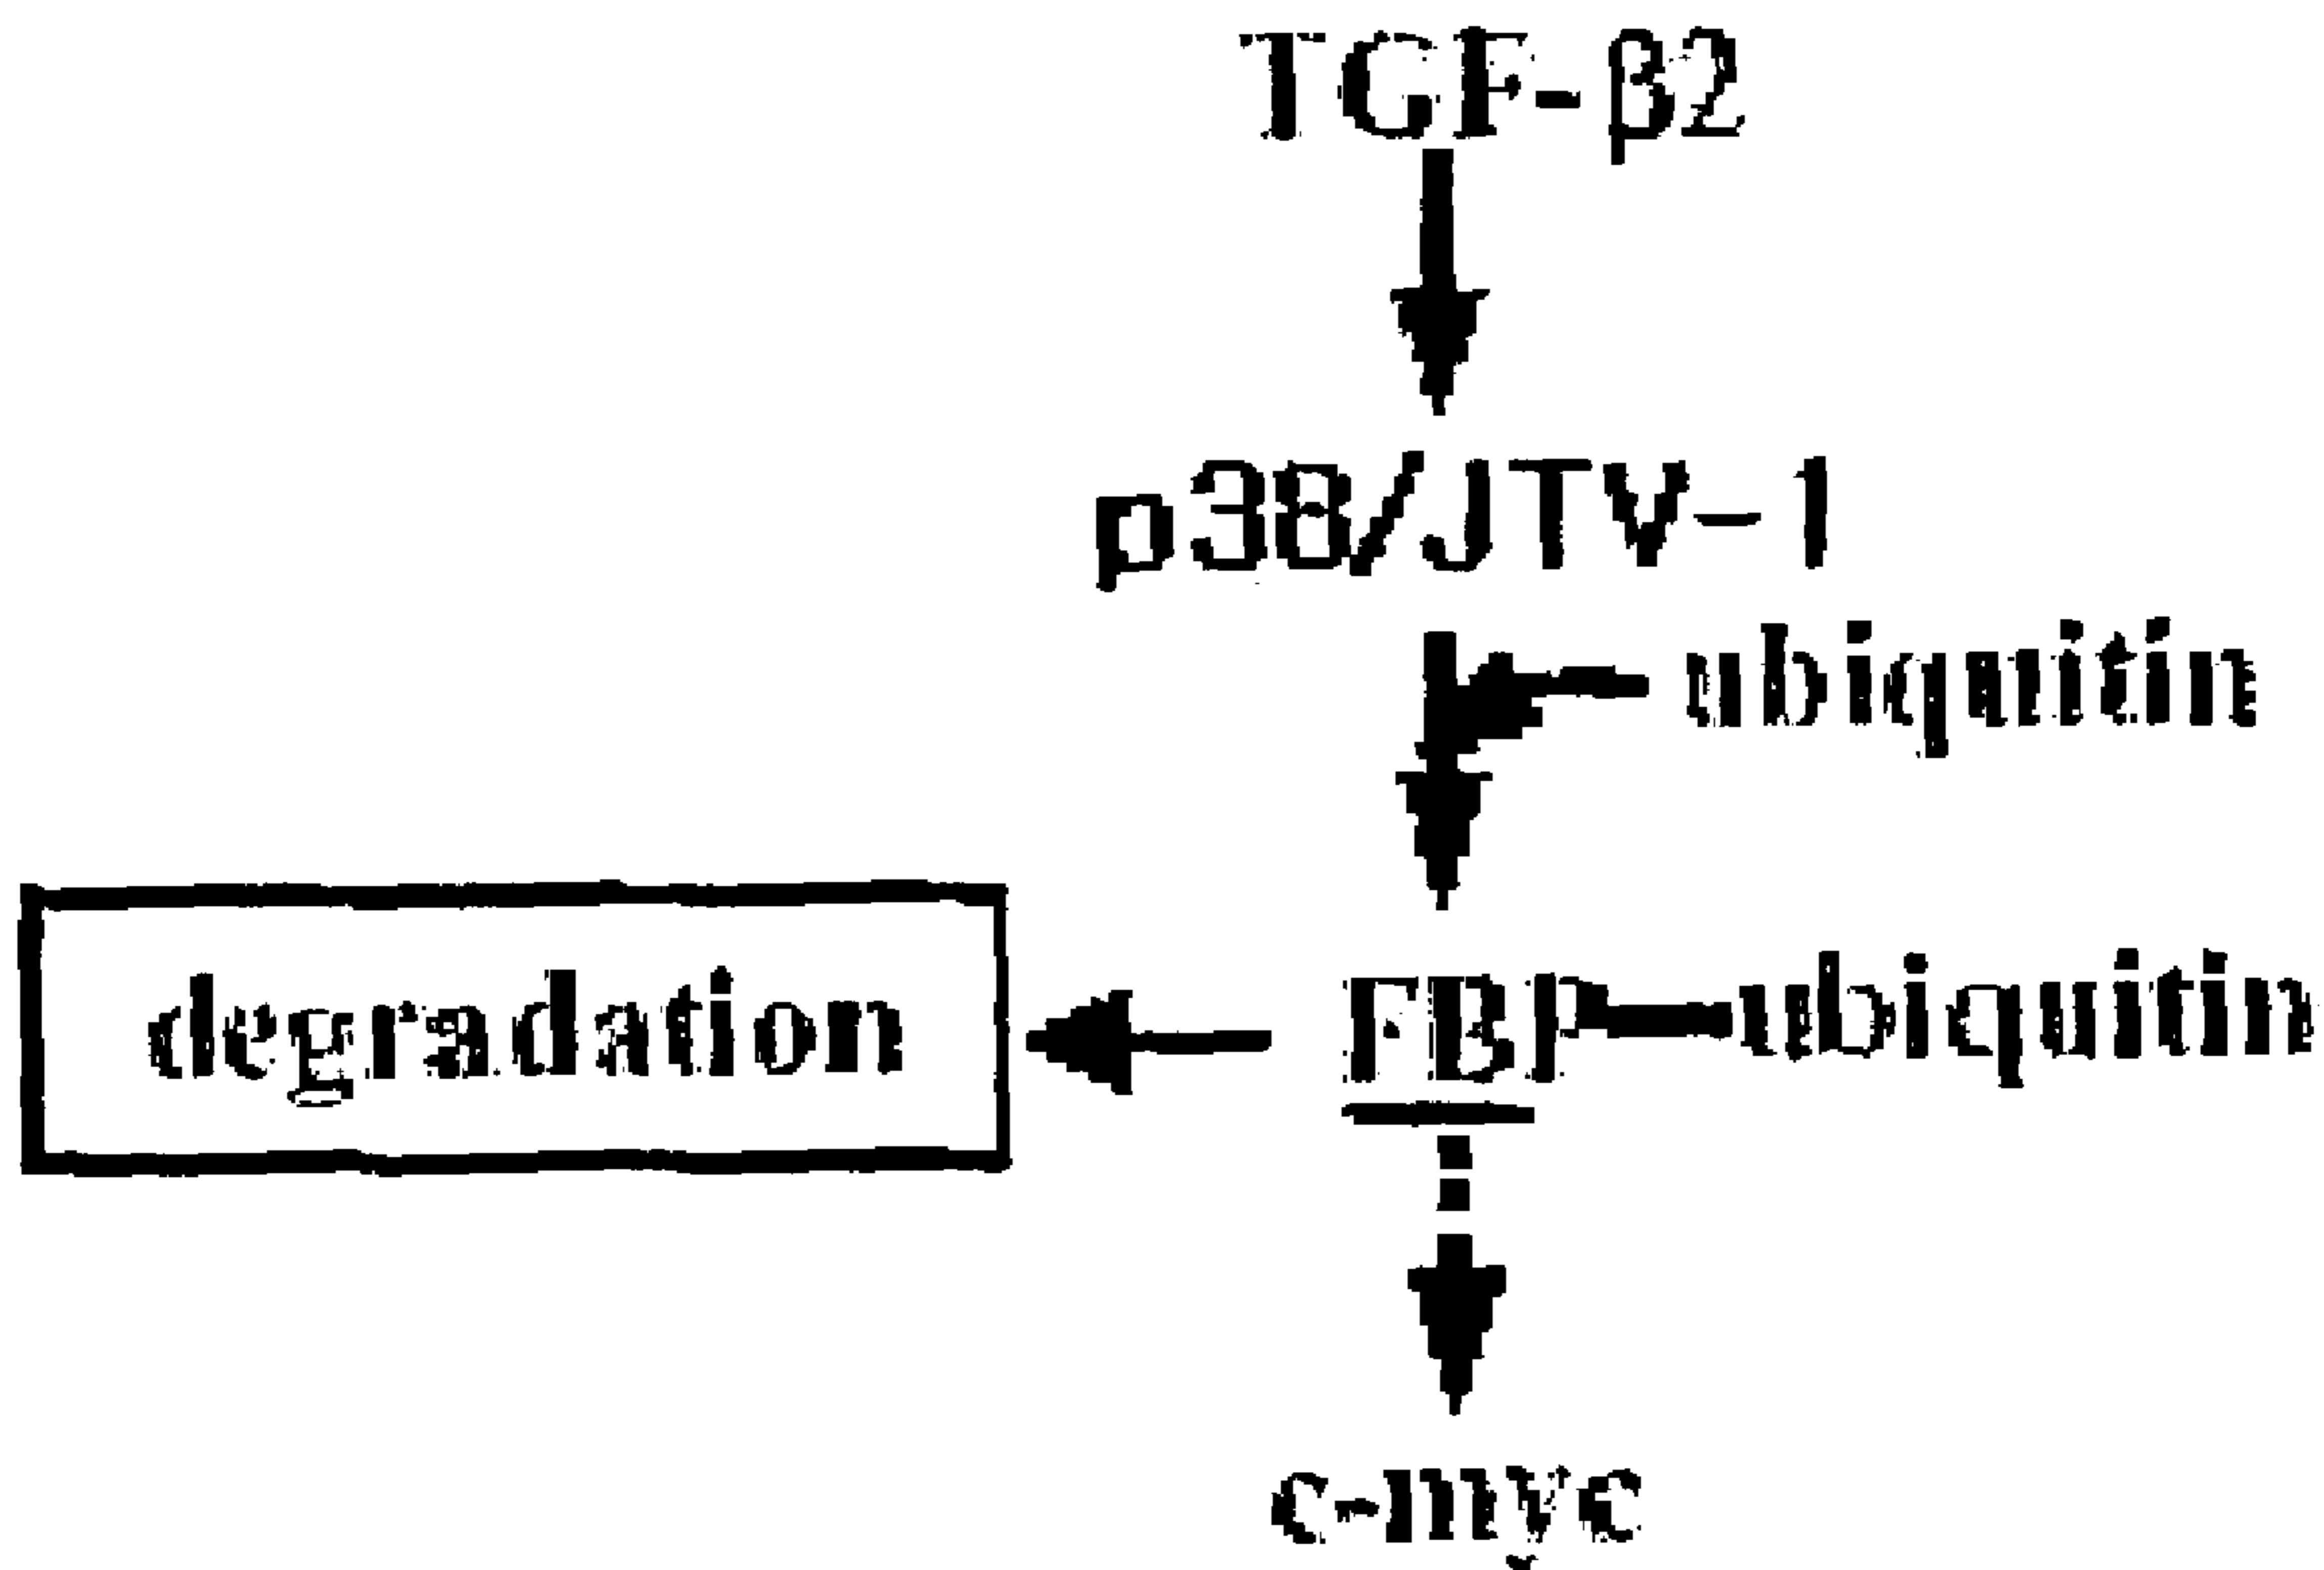 TGF-β2
p38/JTV-1
ubiquitin
degradation
FBP-ubiquitin
c-myc